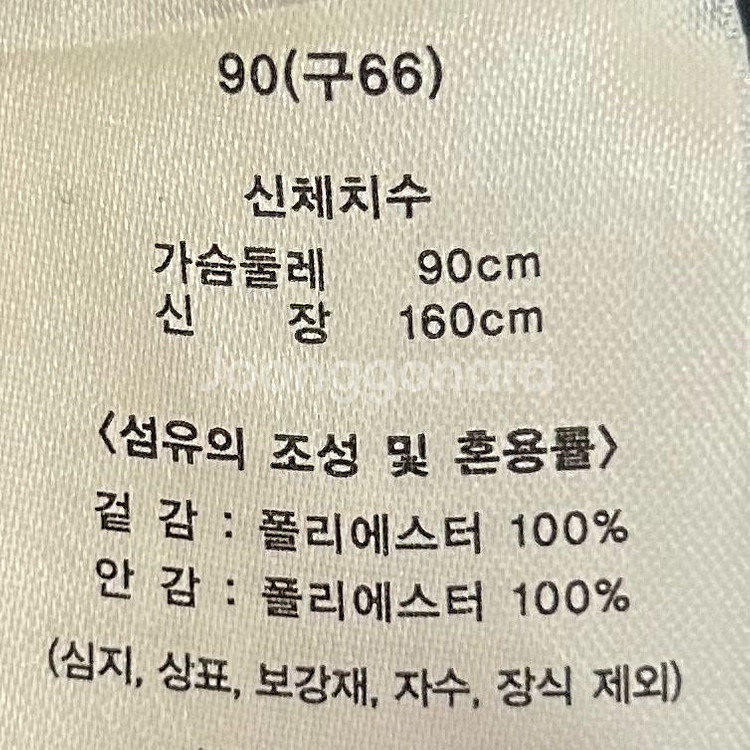 90(구66)
신체치수
가슴둘레 90cm
신 장 160cm
Joonggonara
<섬유의 조성 및 혼용률>
겉 감 : 폴리에스터 100%
안 감 : 폴리에스터 100%
(심지, 상표, 보강재, 자수, 장식 제외)